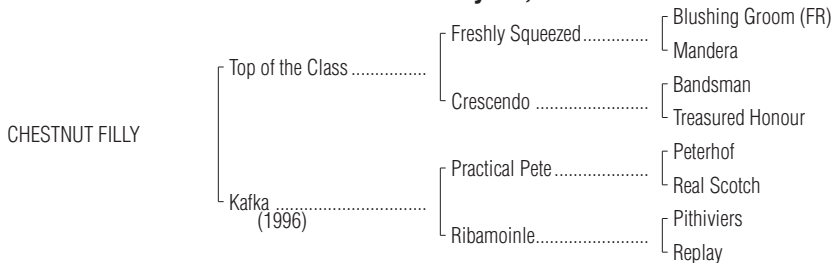 Blushing Groom (FR)
Freshly Squeezed..............
Mandera
Top of the Class ................
Bandsman
Crescendo ........................
Treasured Honour
CHESTNUT FILLY
Peterhof
Practical Pete....................
Real Scotch
Kafka ................................
(1996)
Pithiviers
Ribamoinle........................
Replay